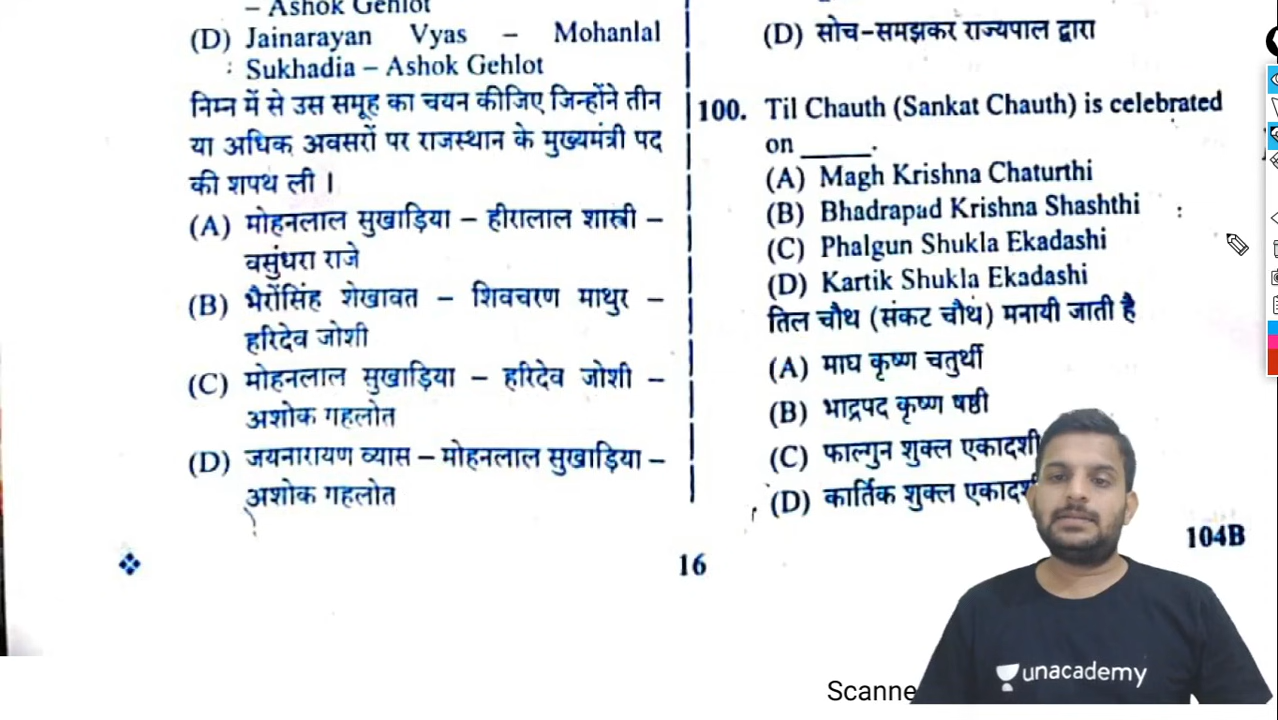 – Ashok Gehlot
(D) Jainarayan Vyas – Mohanlal
Sukhadia – Ashok Gehlot
निम्न में से उस समूह का चयन कीजिए जिन्होंने तीन
या अधिक अवसरों पर राजस्थान के मुख्यमंत्री पद
की शपथ ली ।
(A) मोहनलाल सुखाड़िया – हीरालाल शास्त्री –
वसुंधरा राजे
(B) भैरोंसिंह शेखावत – शिवचरण माथुर –
हरिदेव जोशी
(C) मोहनलाल सुखाड़िया – हरिदेव जोशी –
अशोक गहलोत
(D) जयनारायण व्यास – मोहनलाल सुखाड़िया –
अशोक गहलोत
(D) सोच-समझकर राज्यपाल द्वारा
100. Til Chauth (Sankat Chauth) is celebrated
on _____.
(A) Magh Krishna Chaturthi
(B) Bhadrapad Krishna Shashthi
(C) Phalgun Shukla Ekadashi
(D) Kartik Shukla Ekadashi
तिल चौथ (संकट चौथ) मनायी जाती है
(A) माघ कृष्ण चतुर्थी
(B) भाद्रपद कृष्ण षष्ठी
(C) फाल्गुन शुक्ल एकादशी
(D) कार्तिक शुक्ल
16
104B
unacademy